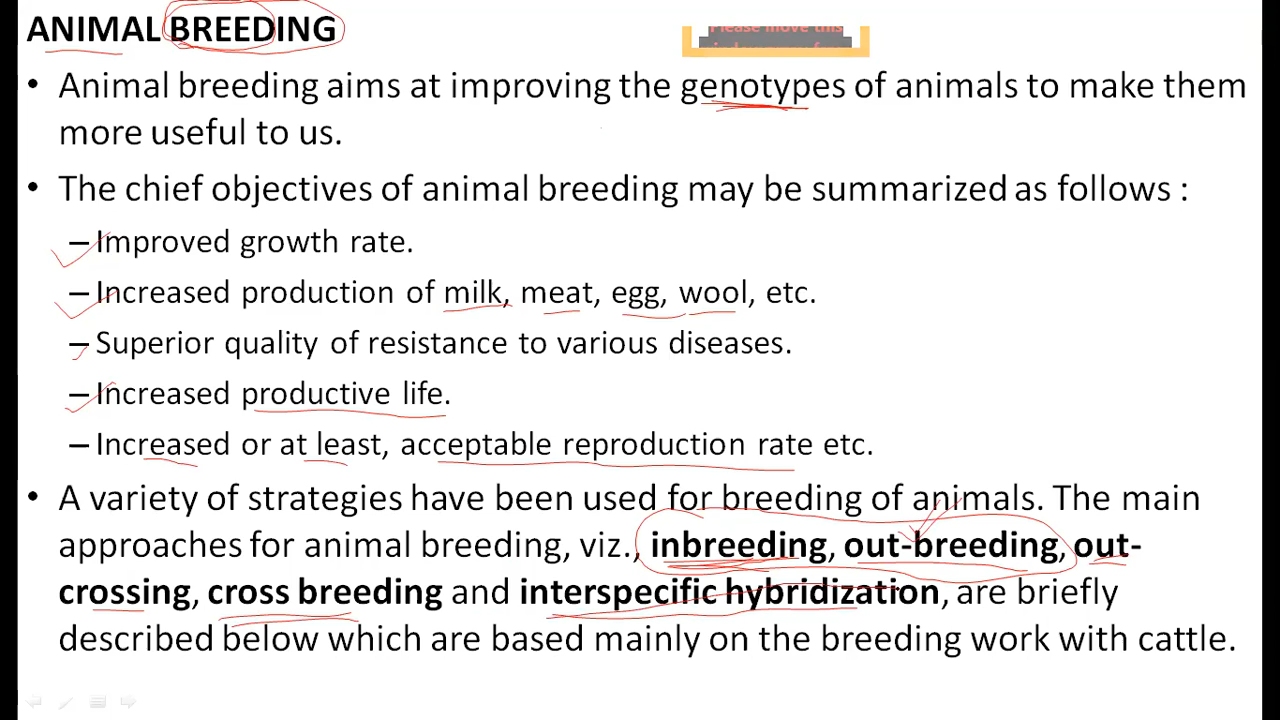 ANIMAL BREEDING
Please move this
• Animal breeding aims at improving the genotypes of animals to make them
more useful to us.
• The chief objectives of animal breeding may be summarized as follows :
–Improved growth rate.
–Increased production of milk, meat, egg, wool, etc.
–Superior quality of resistance to various diseases.
–Increased productive life.
–Increased or at least, acceptable reproduction rate etc.
• A variety of strategies have been used for breeding of animals. The main
approaches for animal breeding, viz., inbreeding, out-breeding, out-
crossing, cross breeding and interspecific hybridization, are briefly
described below which are based mainly on the breeding work with cattle.